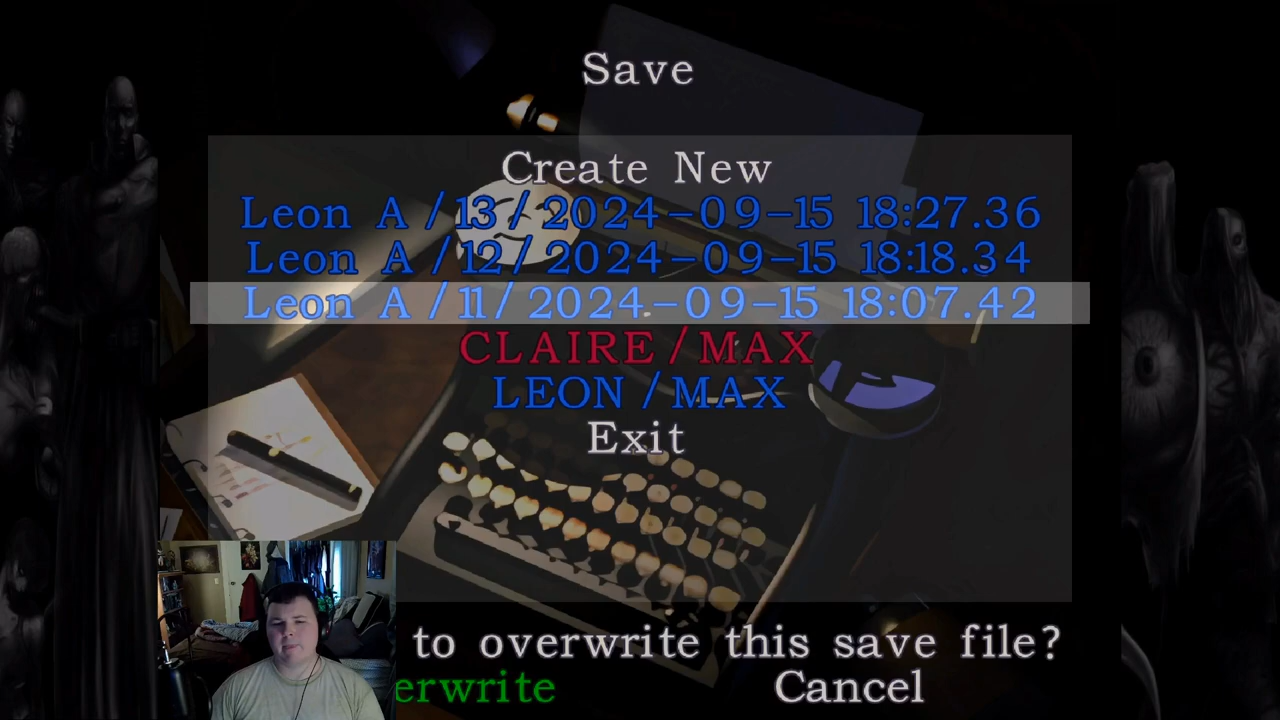 Save
Create New
Leon A / 13 / 2024-09-15 18:27.36
Leon A / 12 / 2024-09-15 18:18.34
Leon A / 11 / 2024-09-15 18:07.42
CLAIRE / MAX
LEON / MAX
Exit
to overwrite this save file?
erwrite Cancel